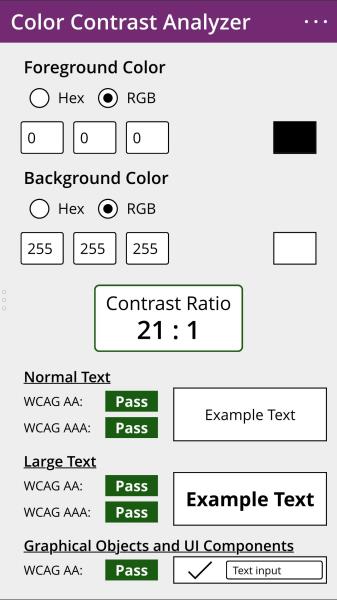 Color Contrast Analyzer ...
Foreground Color
Hex RGB
0 0 0
Background Color
Hex RGB
255 255 255
Contrast Ratio
21 : 1
Normal Text
WCAG AA: Pass
WCAG AAA: Pass
Example Text
Large Text
WCAG AA: Pass
WCAG AAA: Pass
Example Text
Graphical Objects and UI Components
WCAG AA: Pass Text input